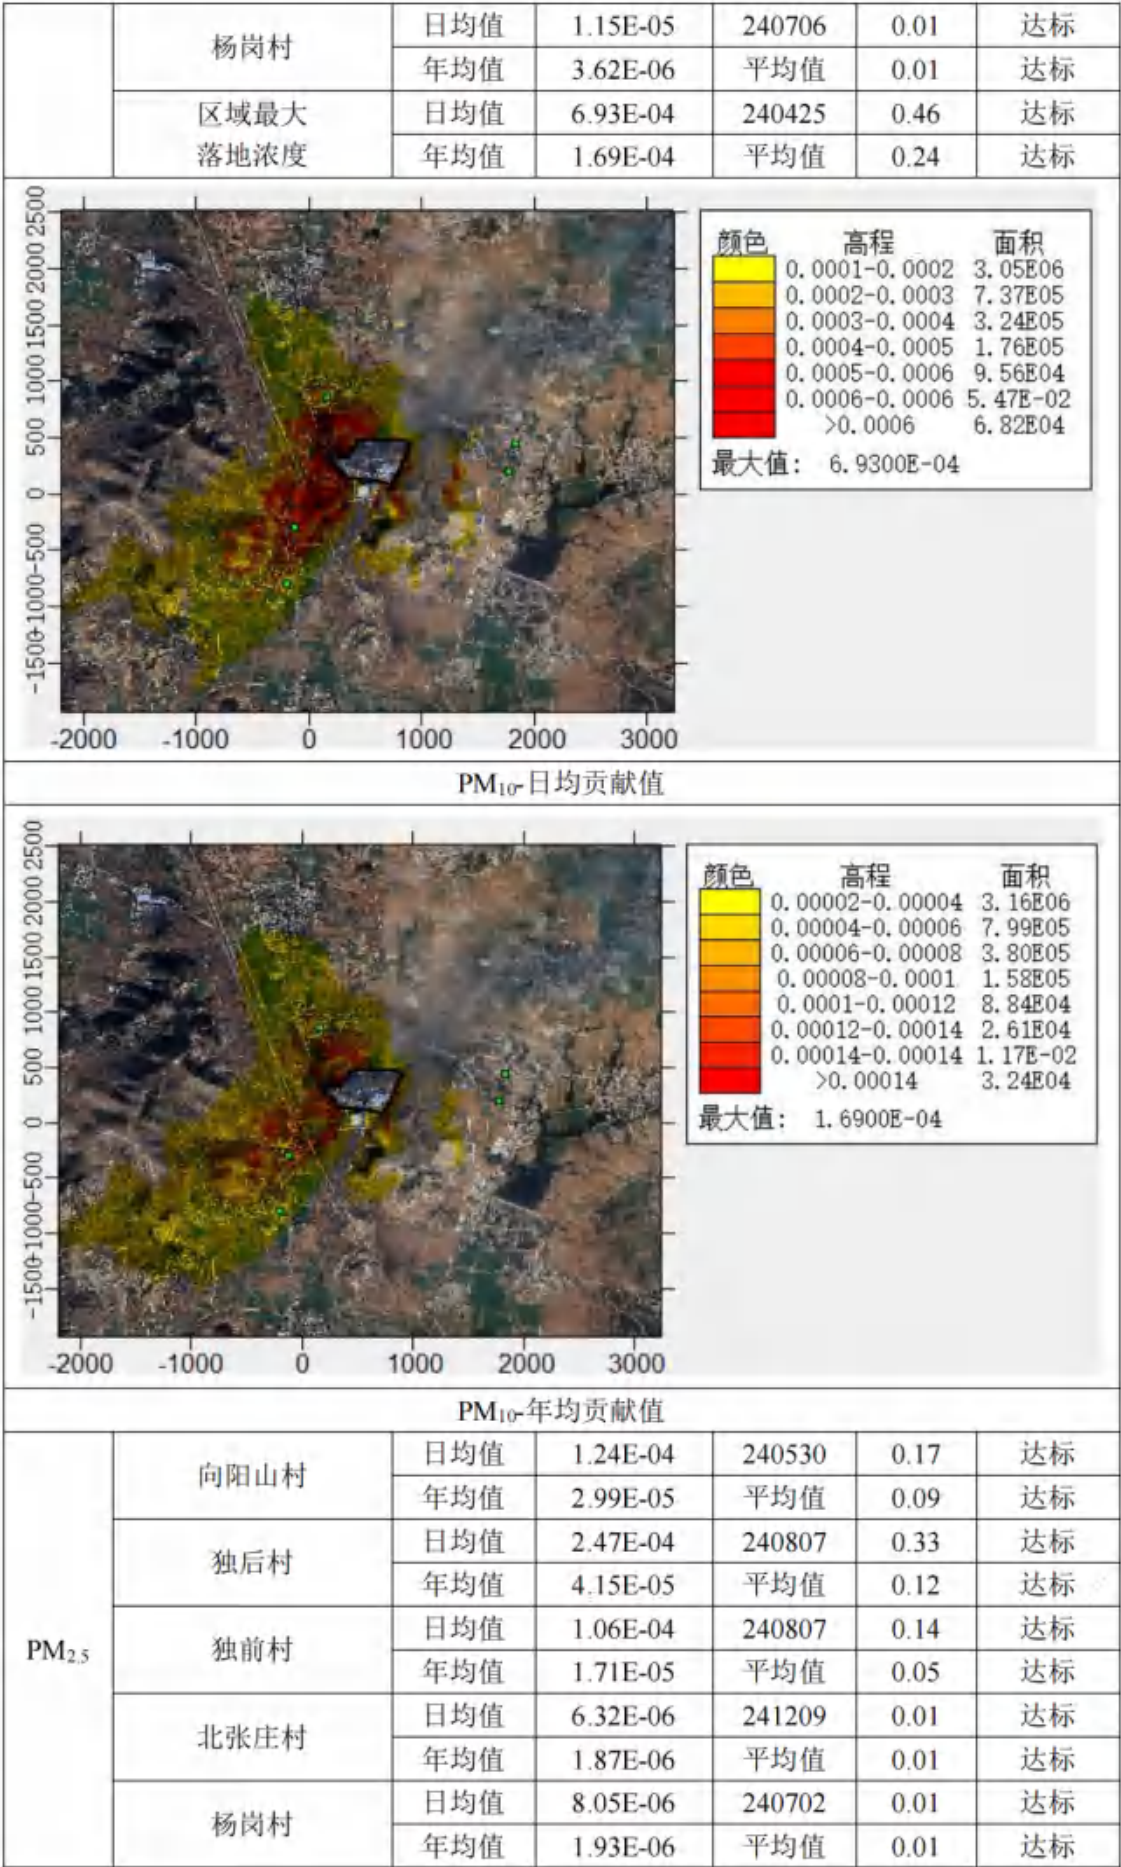 杨岗村 日均值 1.15E-05 240706 0.01 达标
年均值 3.62E-06 平均值 0.01 达标
区域最大落地浓度 日均值 6.93E-04 240425 0.46 达标
年均值 1.69E-04 平均值 0.24 达标
2500
2000
1500
1000
500
0
-500
-1000
-1500
-2000 -1000 0 1000 2000 3000
颜色 高程 面积
0.0001-0.0002 3.05E06
0.0002-0.0003 7.37E05
0.0003-0.0004 3.24E05
0.0004-0.0005 1.76E05
0.0005-0.0006 9.56E04
0.0006-0.0006 5.47E-02
>0.0006 6.82E04
最大值: 6.9300E-04
PM10-日均贡献值
2500
2000
1500
1000
500
0
-500
-1000
-1500
-2000 -1000 0 1000 2000 3000
颜色 高程 面积
0.00002-0.00004 3.16E06
0.00004-0.00006 7.99E05
0.00006-0.00008 3.80E05
0.00008-0.0001 1.58E05
0.0001-0.00012 8.84E04
0.00012-0.00014 2.61E04
0.00014-0.00014 1.17E-02
>0.00014 3.24E04
最大值: 1.6900E-04
PM10-年均贡献值
PM2.5 向阳山村 日均值 1.24E-04 240530 0.17 达标
年均值 2.99E-05 平均值 0.09 达标
独后村 日均值 2.47E-04 240807 0.33 达标
年均值 4.15E-05 平均值 0.12 达标
独前村 日均值 1.06E-04 240807 0.14 达标
年均值 1.71E-05 平均值 0.05 达标
北张庄村 日均值 6.32E-06 241209 0.01 达标
年均值 1.87E-06 平均值 0.01 达标
杨岗村 日均值 8.05E-06 240702 0.01 达标
年均值 1.93E-06 平均值 0.01 达标